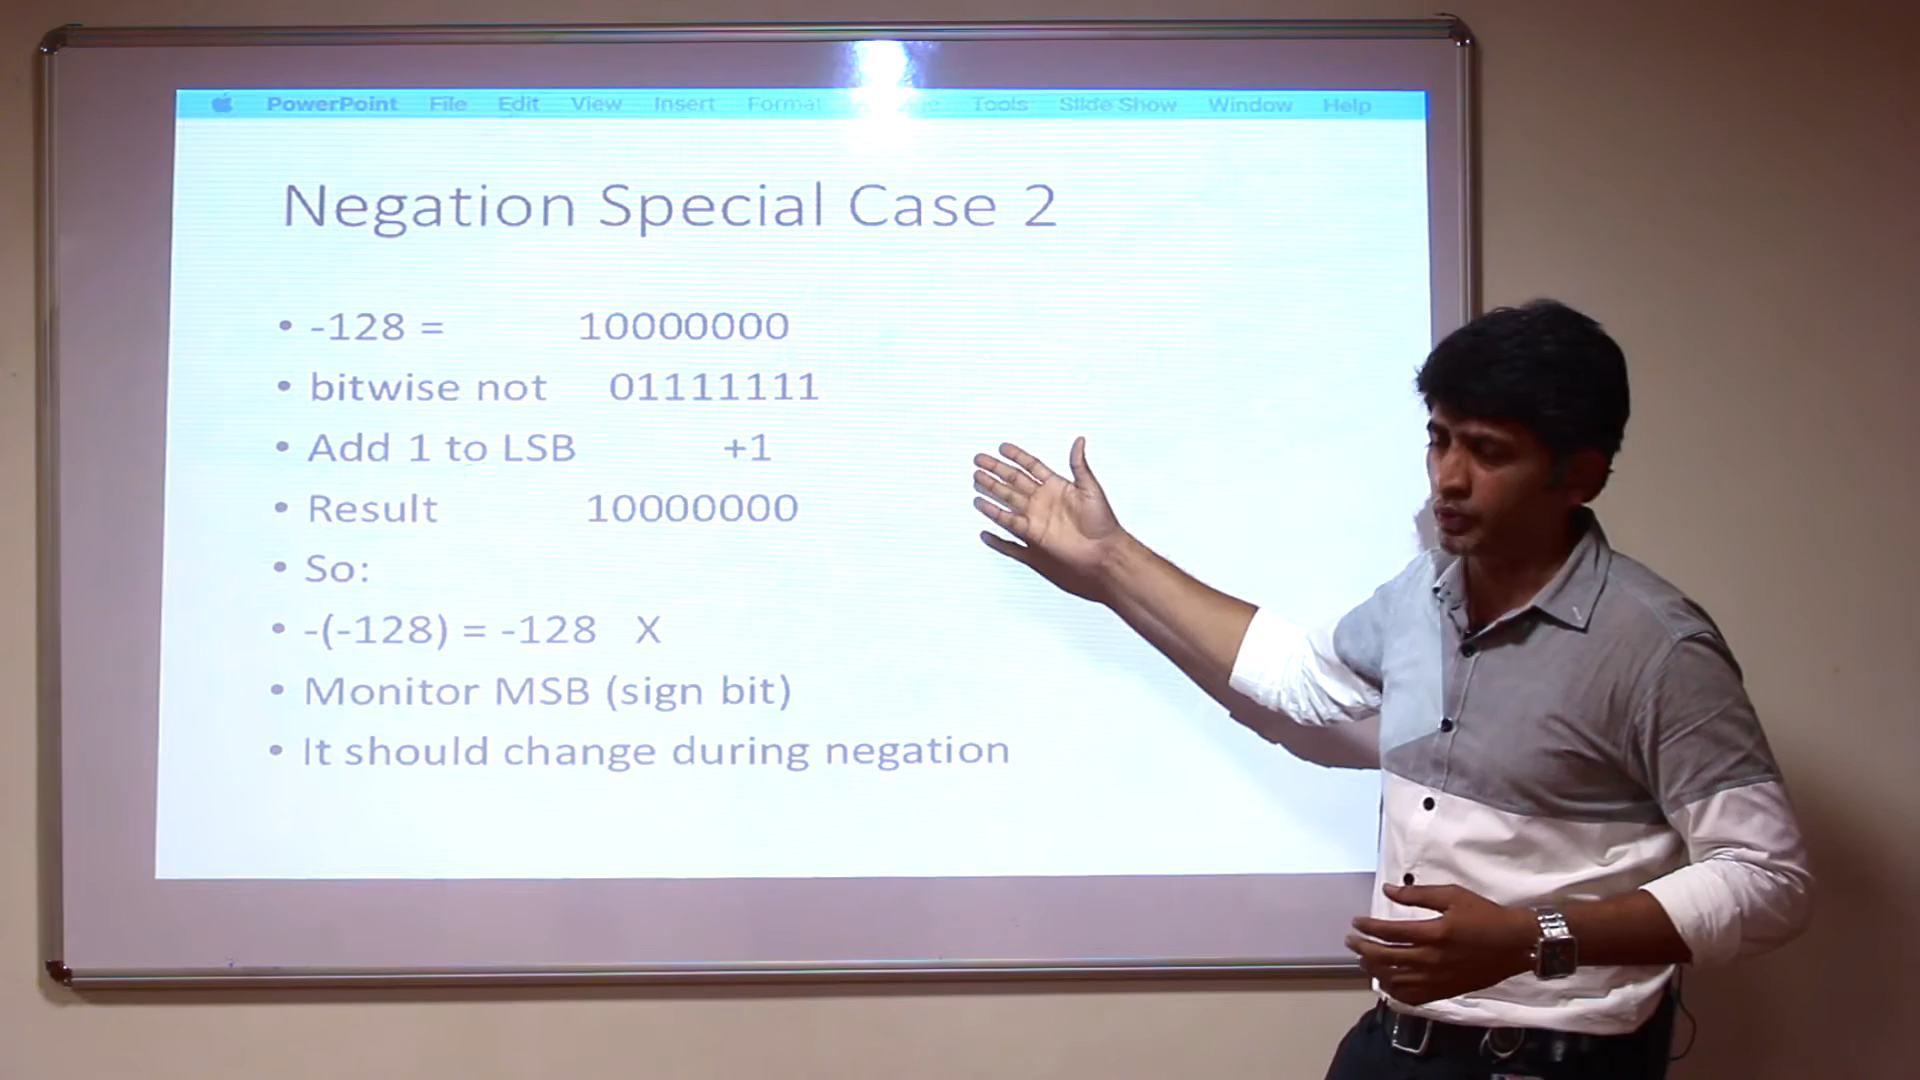 PowerPoint File Edit View Insert Format Tools Slide Show Window Help
Negation Special Case 2
• -128 = 10000000
• bitwise not 01111111
• Add 1 to LSB +1
• Result 10000000
• So:
• -(-128) = -128 X
• Monitor MSB (sign bit)
• It should change during negation